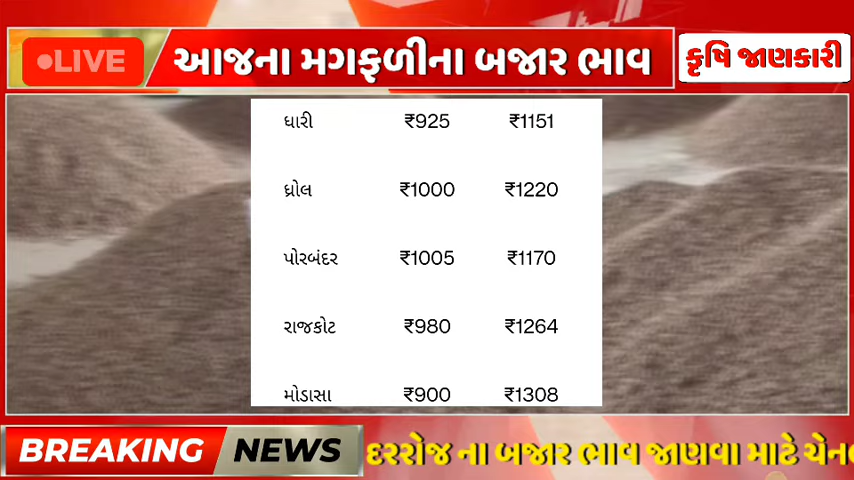 LIVE
આજના મગફળીના બજાર ભાવ
કૃષિ જાણકારી
ધારી ₹925 ₹1151
ધ્રોલ ₹1000 ₹1220
પોરબંદર ₹1005 ₹1170
રાજકોટ ₹980 ₹1264
મોડાસા ₹900 ₹1308
BREAKING NEWS
દરરોજ ના બજાર ભાવ જાણવા માટે